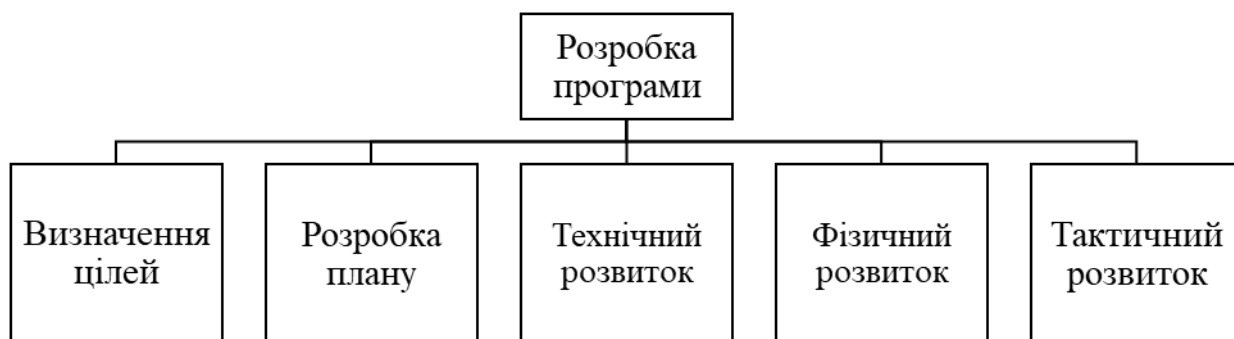 Розробка
програми
Визначення
цілей
Розробка
плану
Технічний
розвиток
Фізичний
розвиток
Тактичний
розвиток